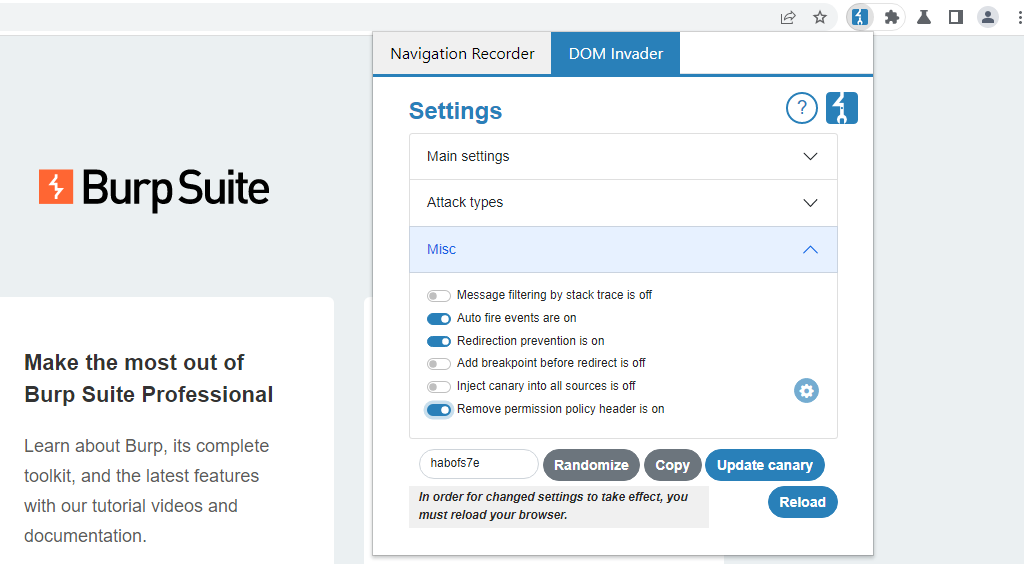 Navigation Recorder
DOM Invader
Settings
?
Main settings
Attack types
Misc
Message filtering by stack trace is off
Auto fire events are on
Redirection prevention is on
Add breakpoint before redirect is off
Inject canary into all sources is off
Remove permission policy header is on
habofs7e
Randomize
Copy
Update canary
In order for changed settings to take effect, you
must reload your browser.
Reload
Burp Suite
Make the most out of
Burp Suite Professional
Learn about Burp, its complete
toolkit, and the latest features
with our tutorial videos and
documentation.